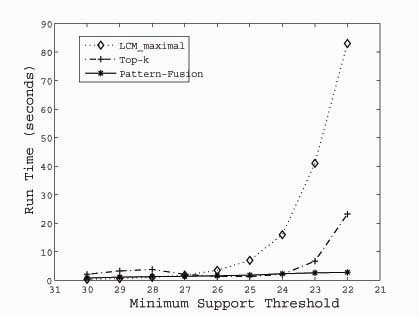 90
80
70
60
50
40
30
20
10
0
Run Time (seconds)
LCM_maximal
Top-k
Pattern-Fusion
31 30 29 28 27 26 25 24 23 22 21
Minimum Support Threshold